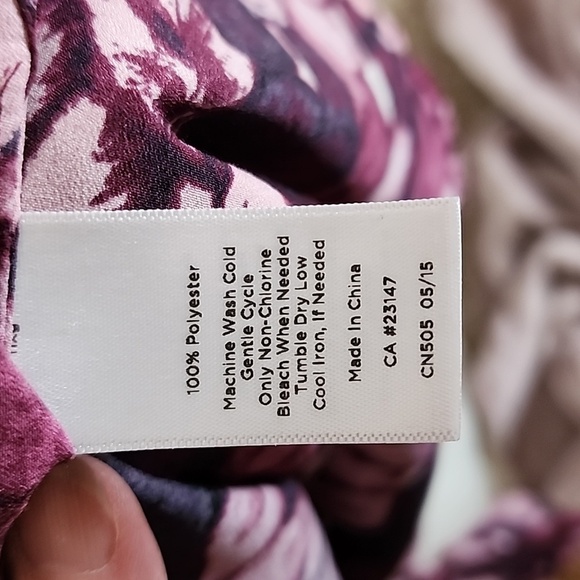 100% Polyester
Machine Wash Cold
Gentle Cycle
Only Non-Chlorine
Bleach When Needed
Tumble Dry Low
Cool Iron, If Needed
Made In China
CA #23147
CN505 05/15